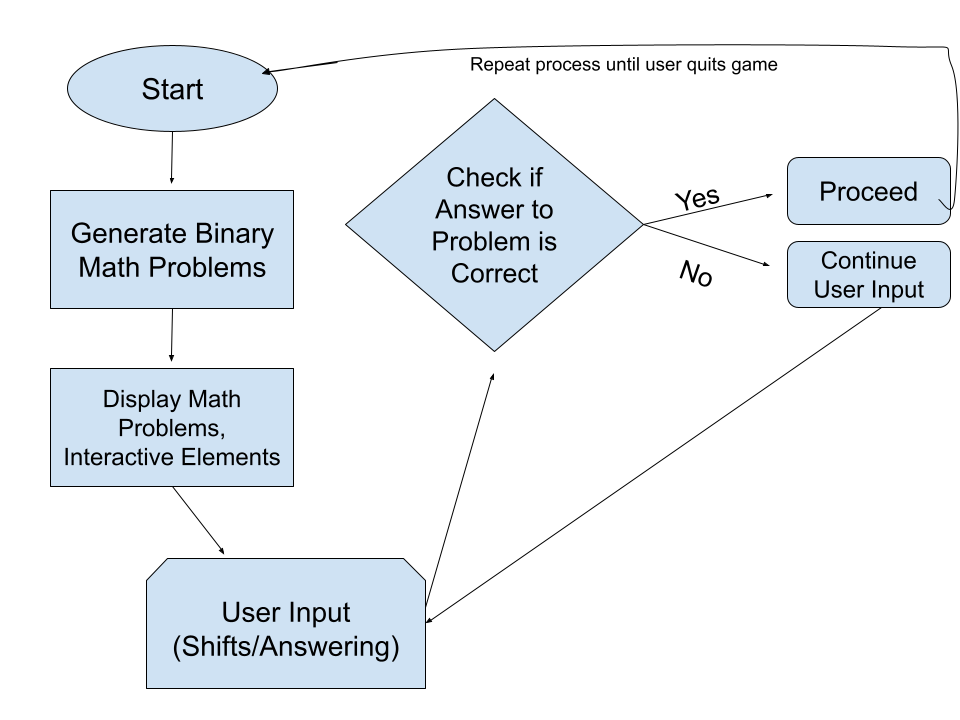 Start
Generate Binary
Math Problems
Display Math
Problems,
Interactive Elements
User Input
(Shifts/Answering)
Check if
Answer to
Problem is
Correct
Yes
No
Proceed
Continue
User Input
Repeat process until user quits game